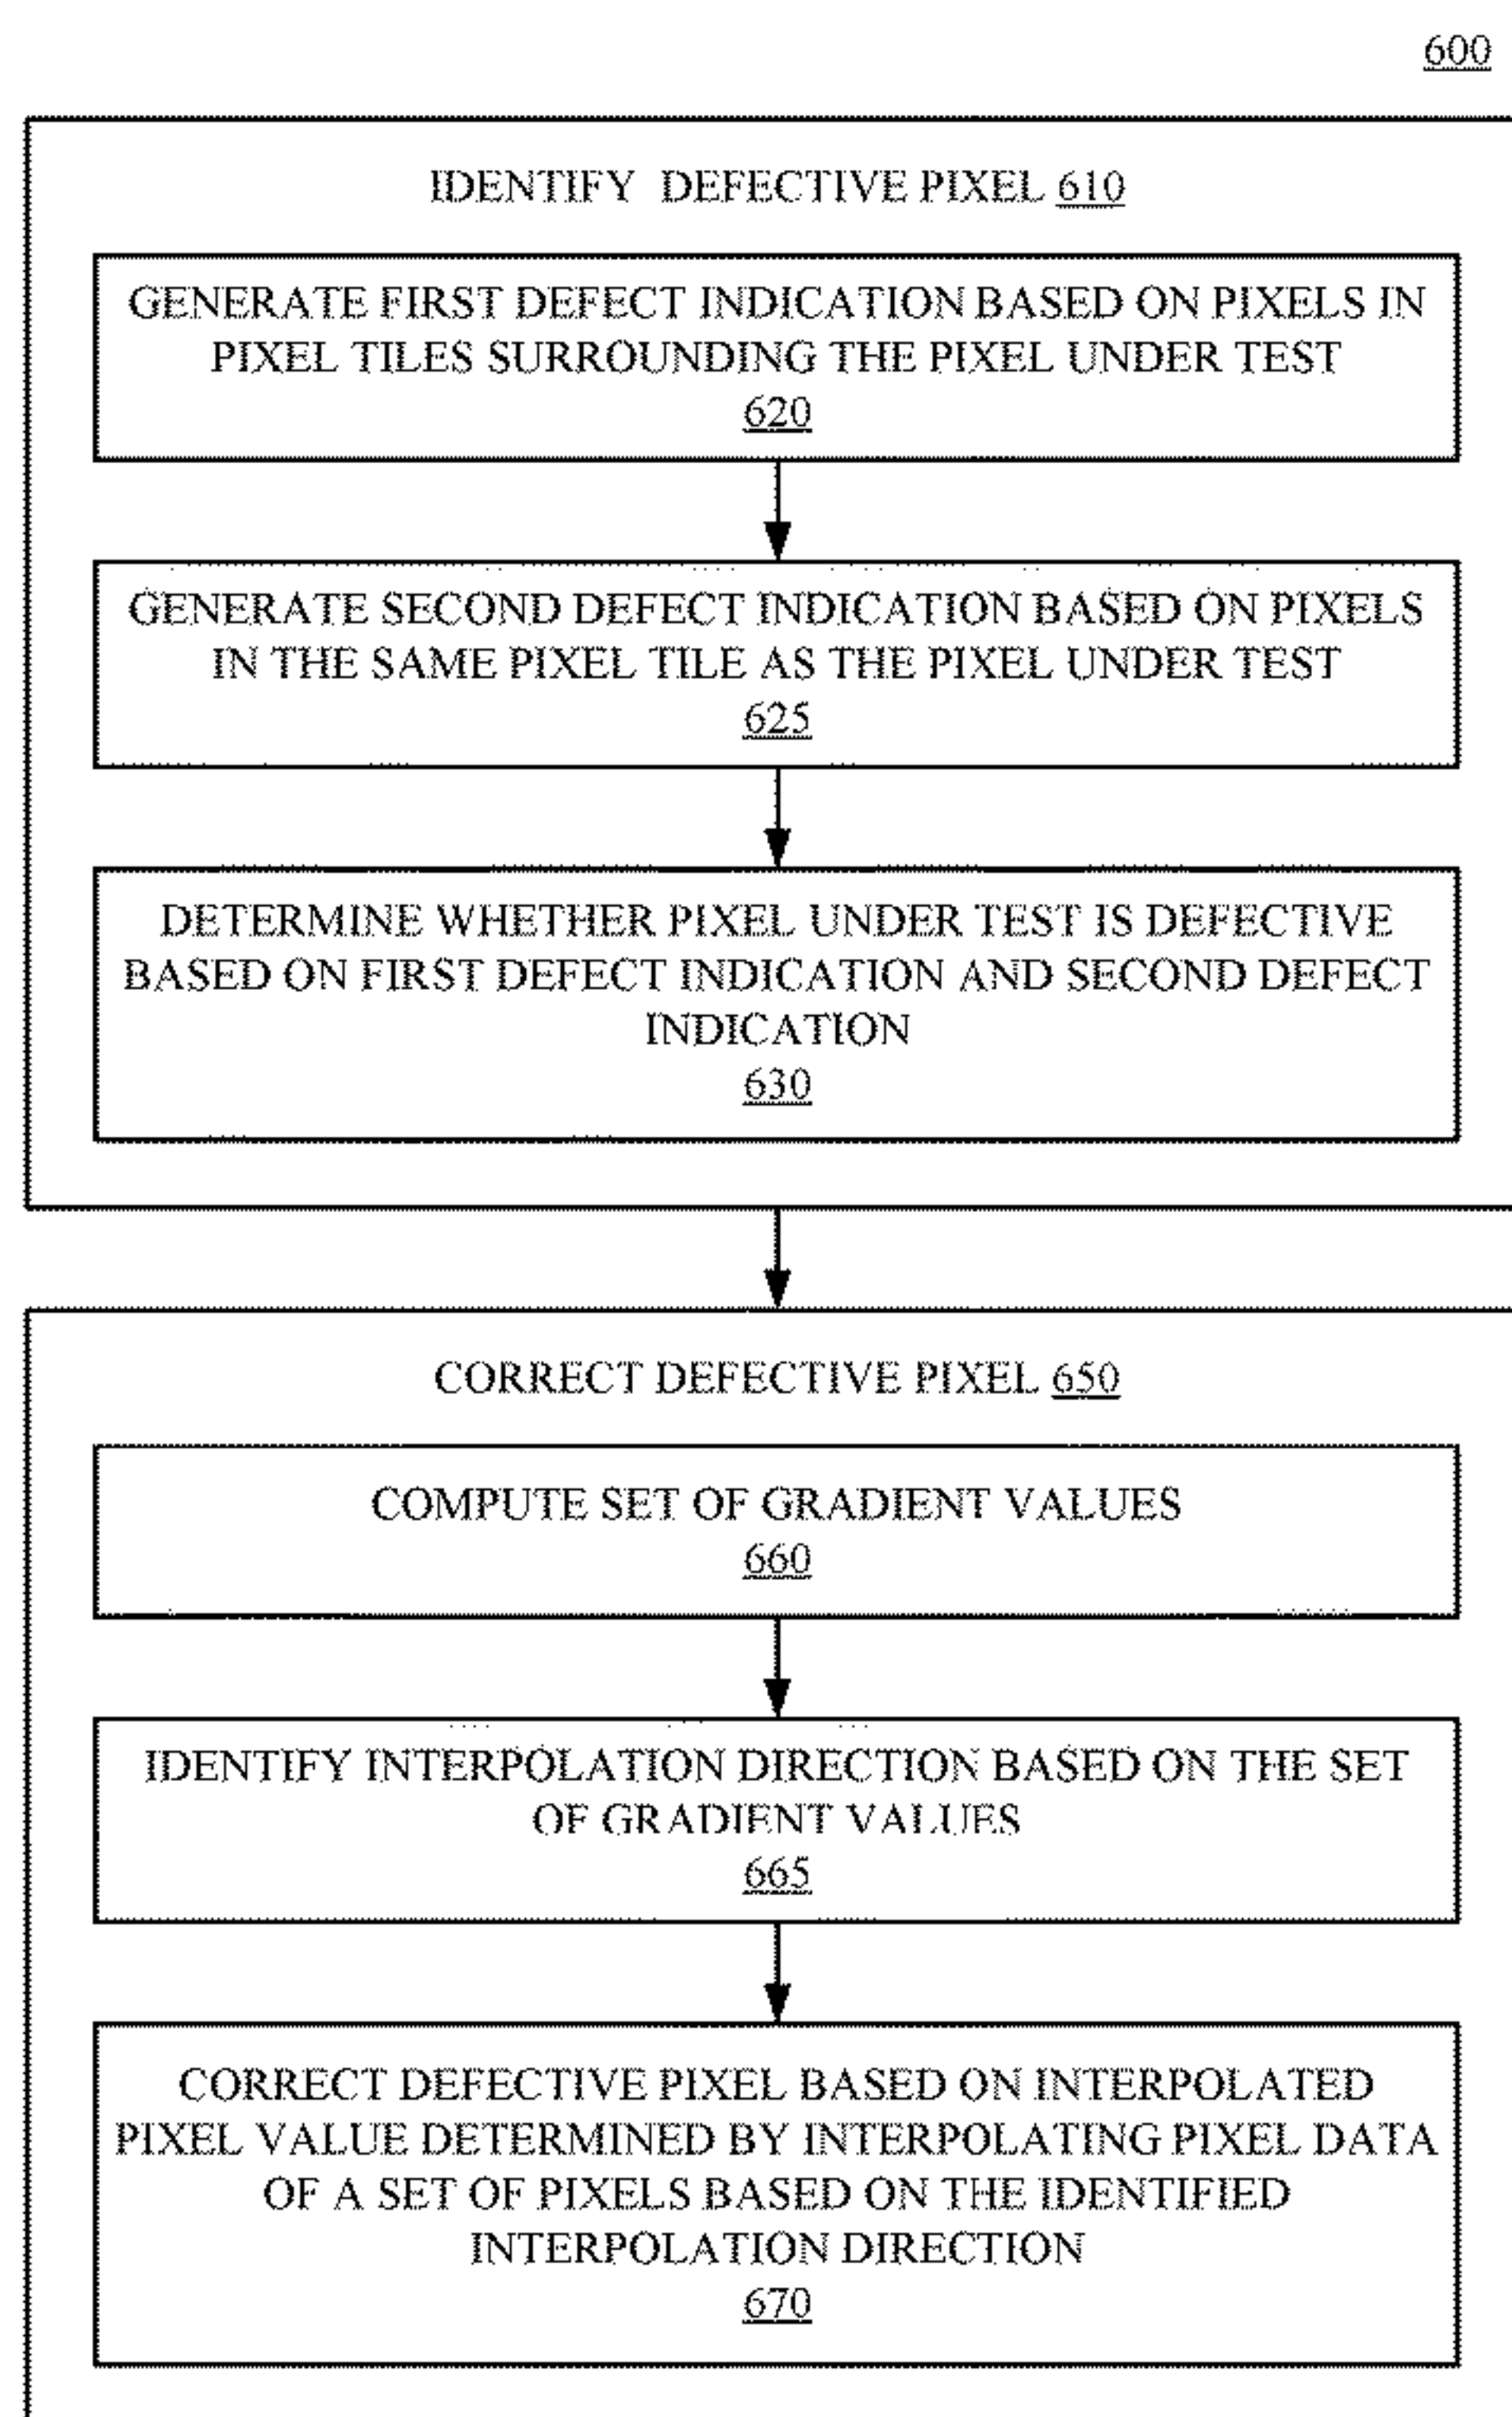 600
IDENTIFY DEFECTIVE PIXEL 610
GENERATE FIRST DEFECT INDICATION BASED ON PIXELS IN
PIXEL TILES SURROUNDING THE PIXEL UNDER TEST
620
GENERATE SECOND DEFECT INDICATION BASED ON PIXELS
IN THE SAME PIXEL TILE AS THE PIXEL UNDER TEST
625
DETERMINE WHETHER PIXEL UNDER TEST IS DEFECTIVE
BASED ON FIRST DEFECT INDICATION AND SECOND DEFECT
INDICATION
630
CORRECT DEFECTIVE PIXEL 650
COMPUTE SET OF GRADIENT VALUES
660
IDENTIFY INTERPOLATION DIRECTION BASED ON THE SET
OF GRADIENT VALUES
665
CORRECT DEFECTIVE PIXEL BASED ON INTERPOLATED
PIXEL VALUE DETERMINED BY INTERPOLATING PIXEL DATA
OF A SET OF PIXELS BASED ON THE IDENTIFIED
INTERPOLATION DIRECTION
670